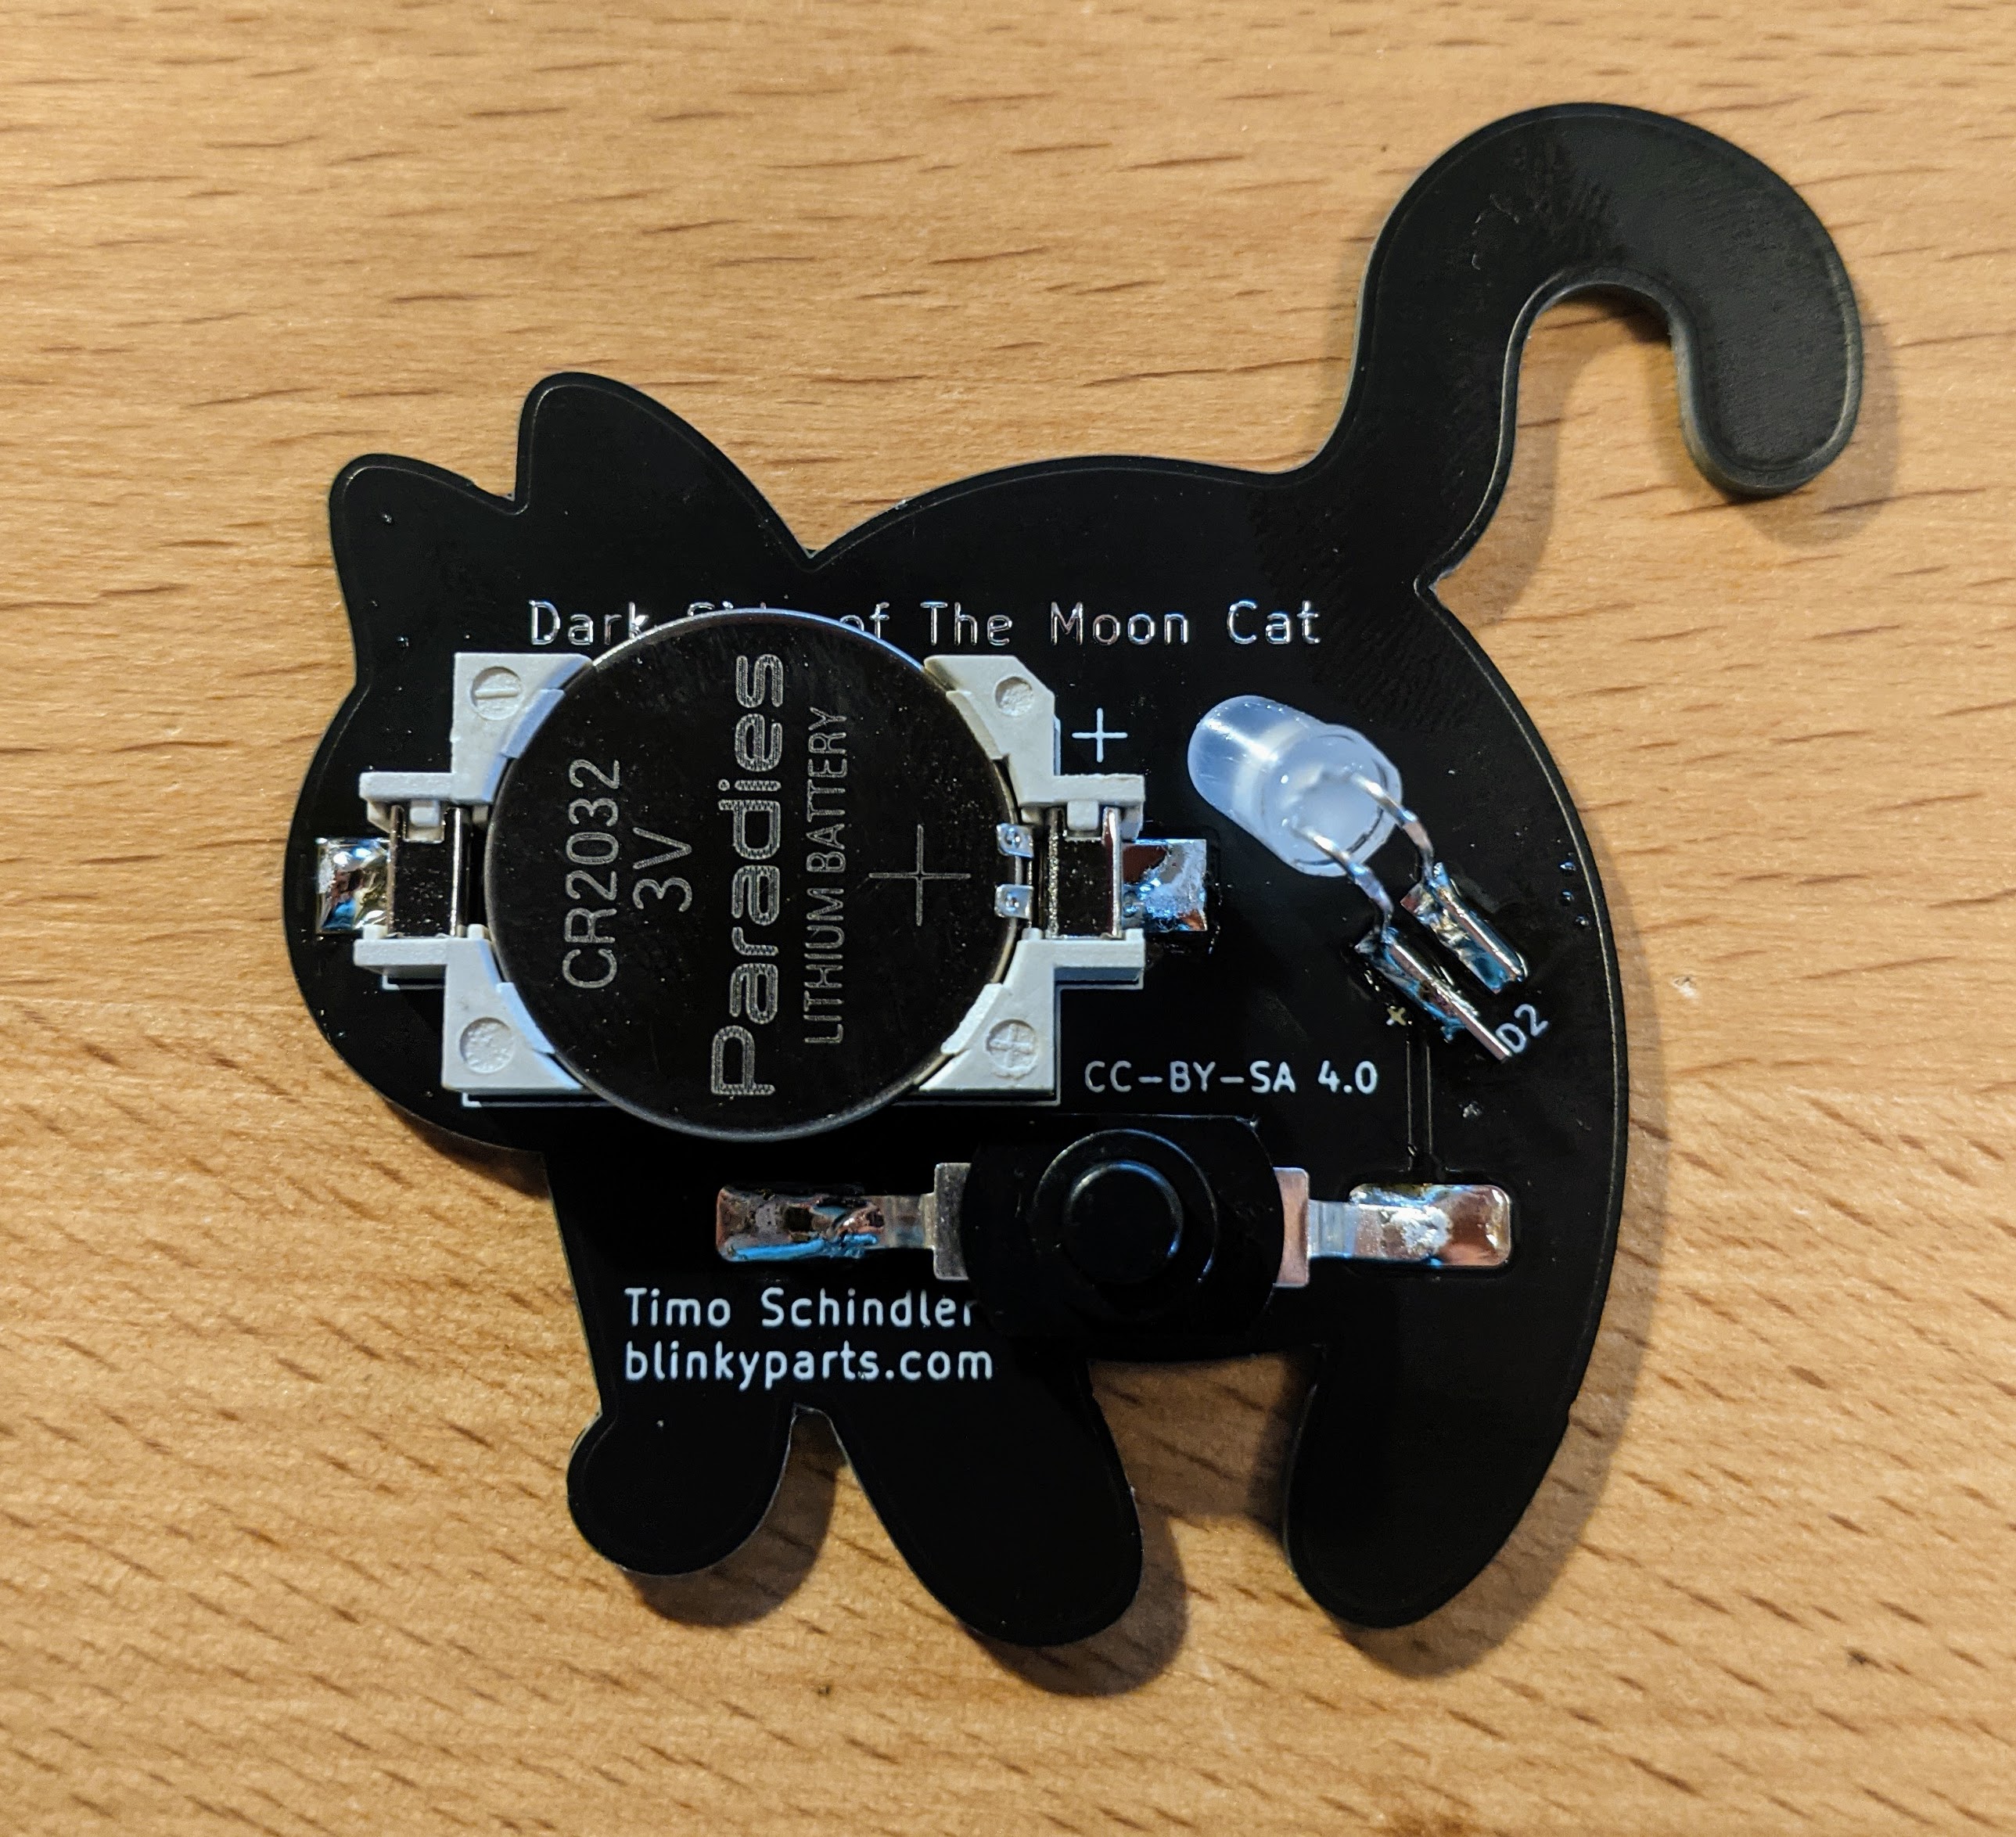 Dark Side of The Moon Cat
+
CR2032
3V
Paradies
LITHIUM BATTERY
+
D2
CC-BY-SA 4.0
Timo Schindler
blinkyparts.com